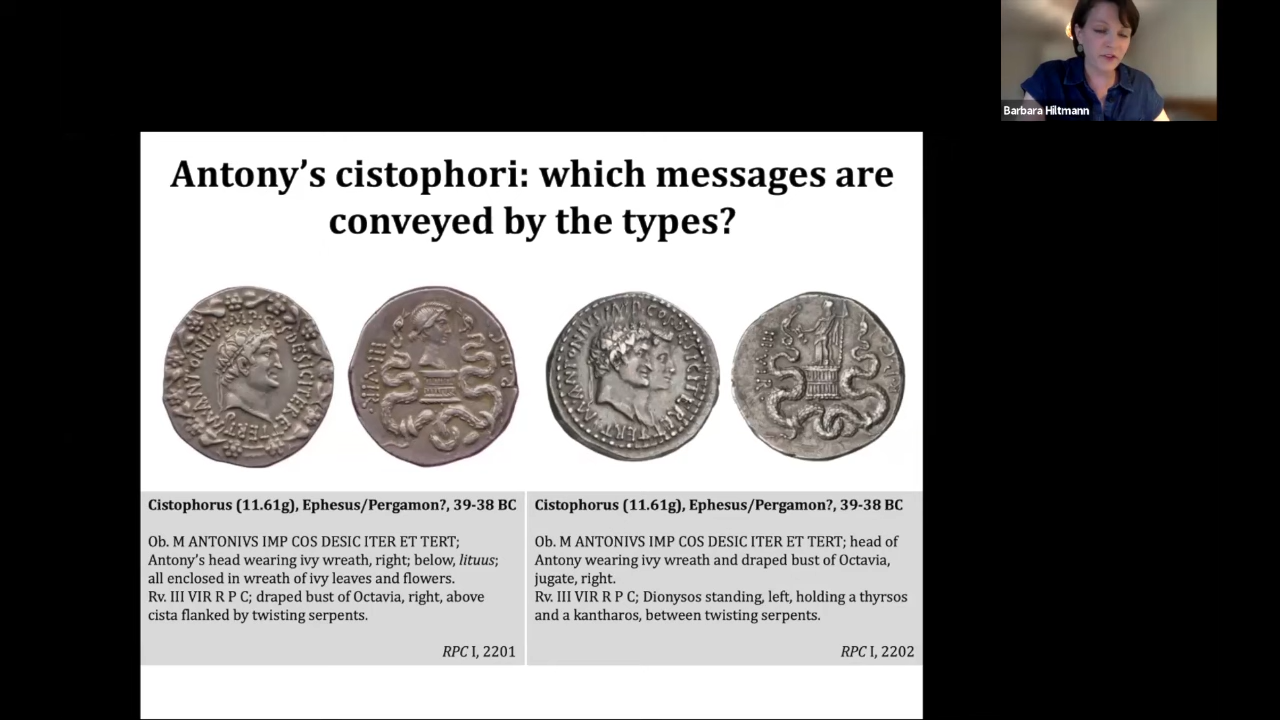 Barbara Hiltmann
Antony's cistophori: which messages are
conveyed by the types?
Cistophorus (11.61g), Ephesus/Pergamon?, 39-38 BC
Ob. M ANTONIVS IMP COS DESIC ITER ET TERT;
Antony's head wearing ivy wreath, right; below, lituus;
all enclosed in wreath of ivy leaves and flowers.
Rv. III VIR R P C; draped bust of Octavia, right, above
cista flanked by twisting serpents.
RPC I, 2201
Cistophorus (11.61g), Ephesus/Pergamon?, 39-38 BC
Ob. M ANTONIVS IMP COS DESIC ITER ET TERT; head of
Antony wearing ivy wreath and draped bust of Octavia,
jugate, right.
Rv. III VIR R P C; Dionysos standing, left, holding a thyrsos
and a kantharos, between twisting serpents.
RPC I, 2202